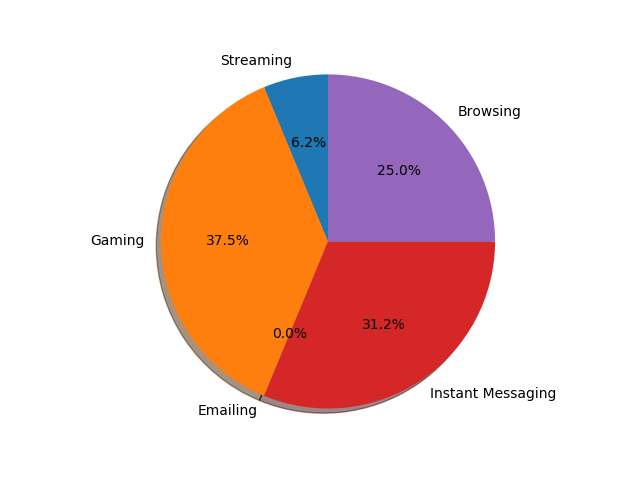 Streaming
Browsing
6.2%
25.0%
Gaming
37.5%
0.0%
31.2%
Emailing
Instant Messaging